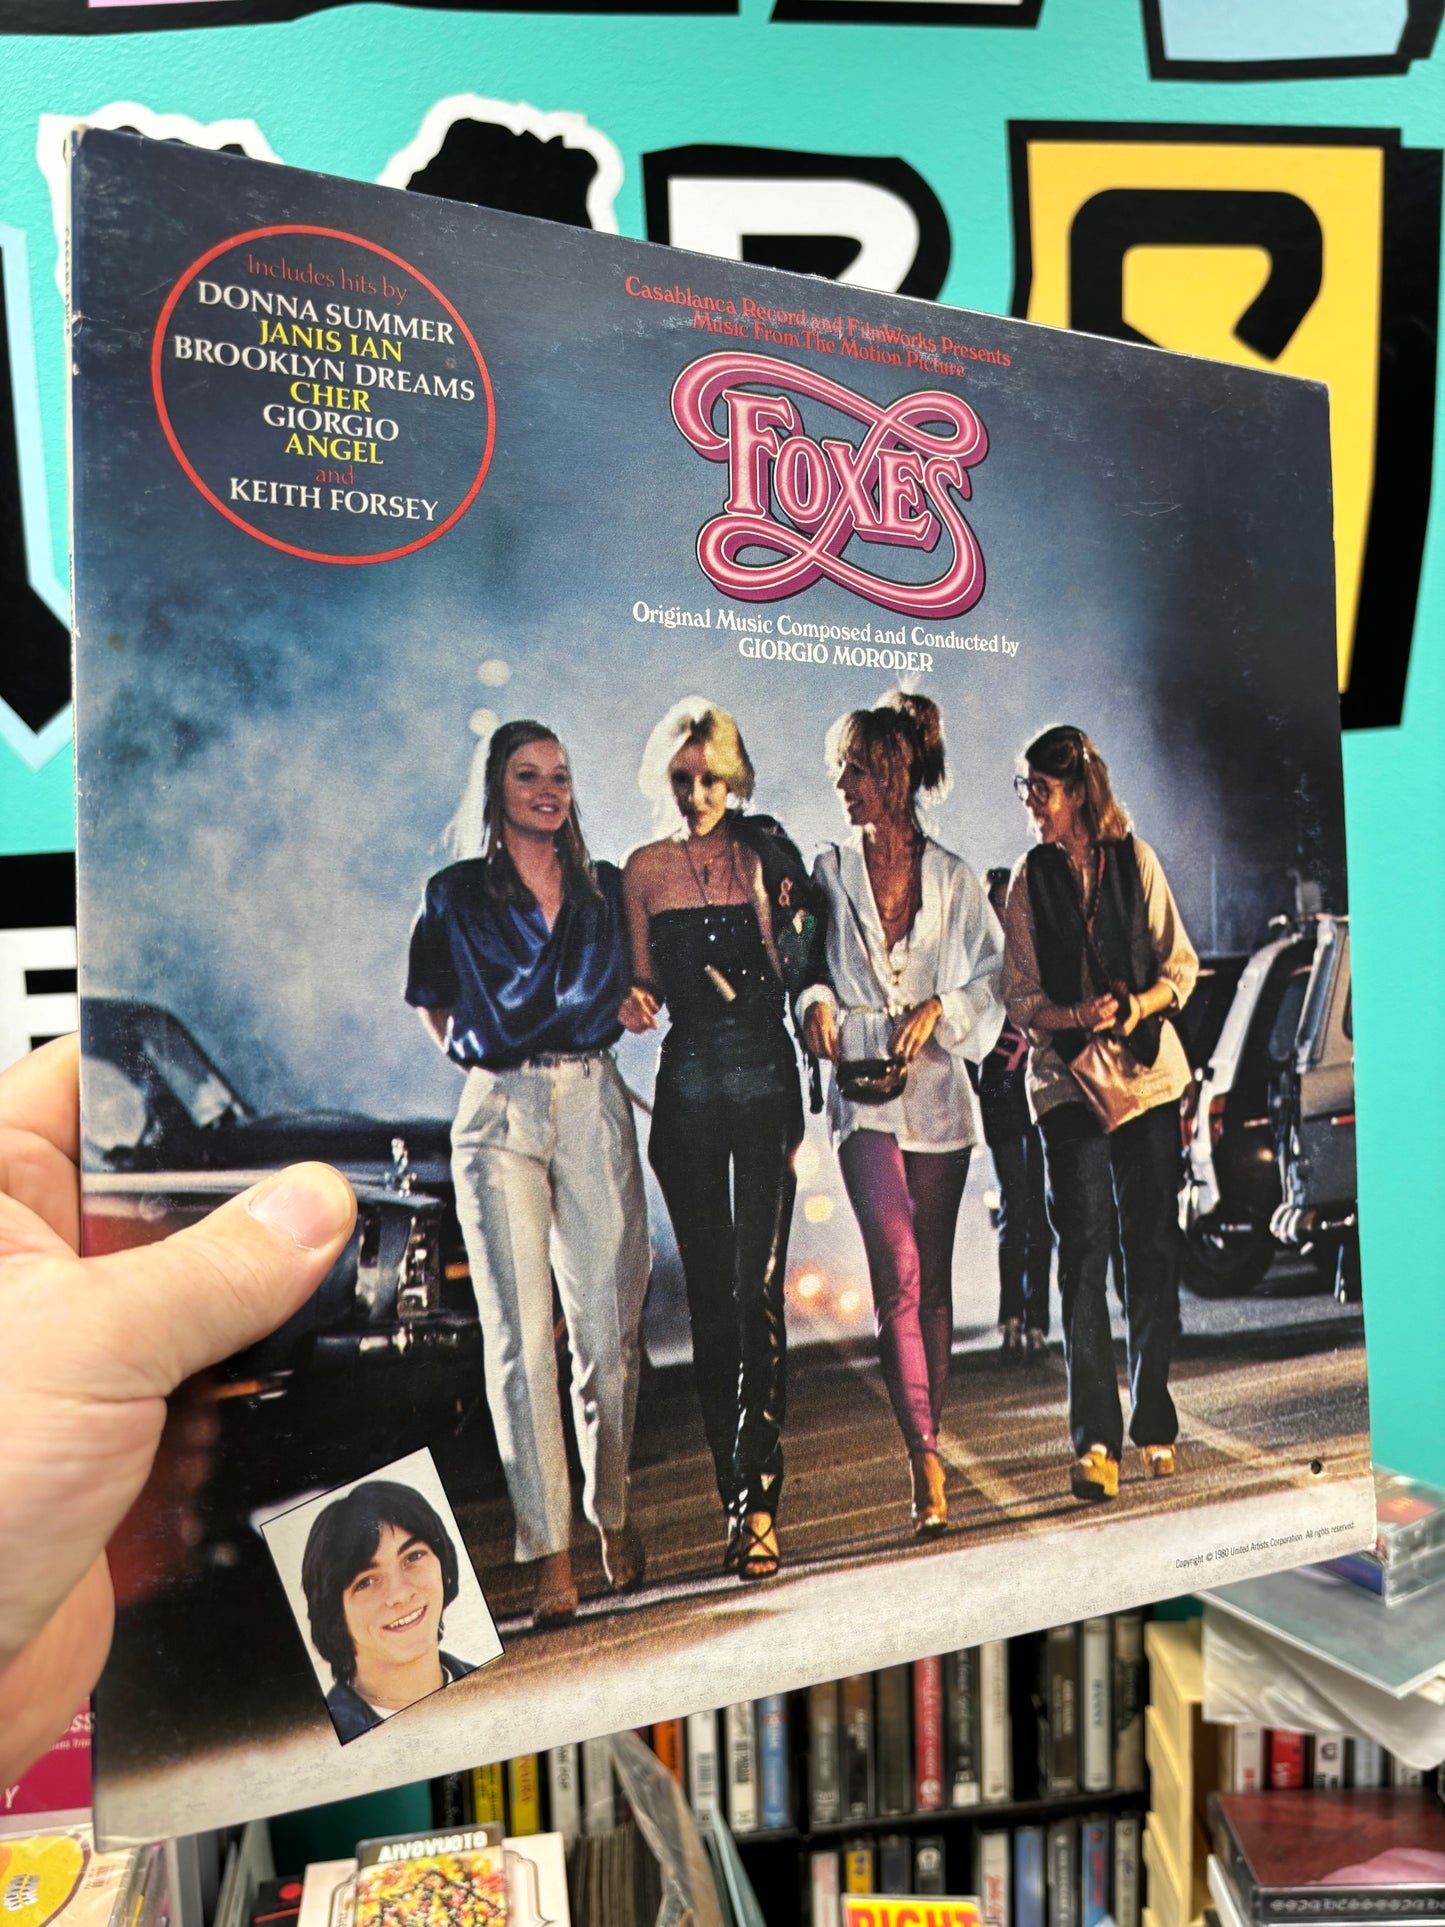 Includes hits by
DONNA SUMMER
JANIS IAN
BROOKLYN DREAMS
CHER
GIORGIO
ANGEL
and
KEITH FORSEY
Casablanca Record and FilmWorks Presents
Music From The Motion Picture
FOXES
Original Music Composed and Conducted by
GIORGIO MORODER
Copyright © 1980 United Artists Corporation. All rights reserved.
AIVOVUOTO
RIGHT